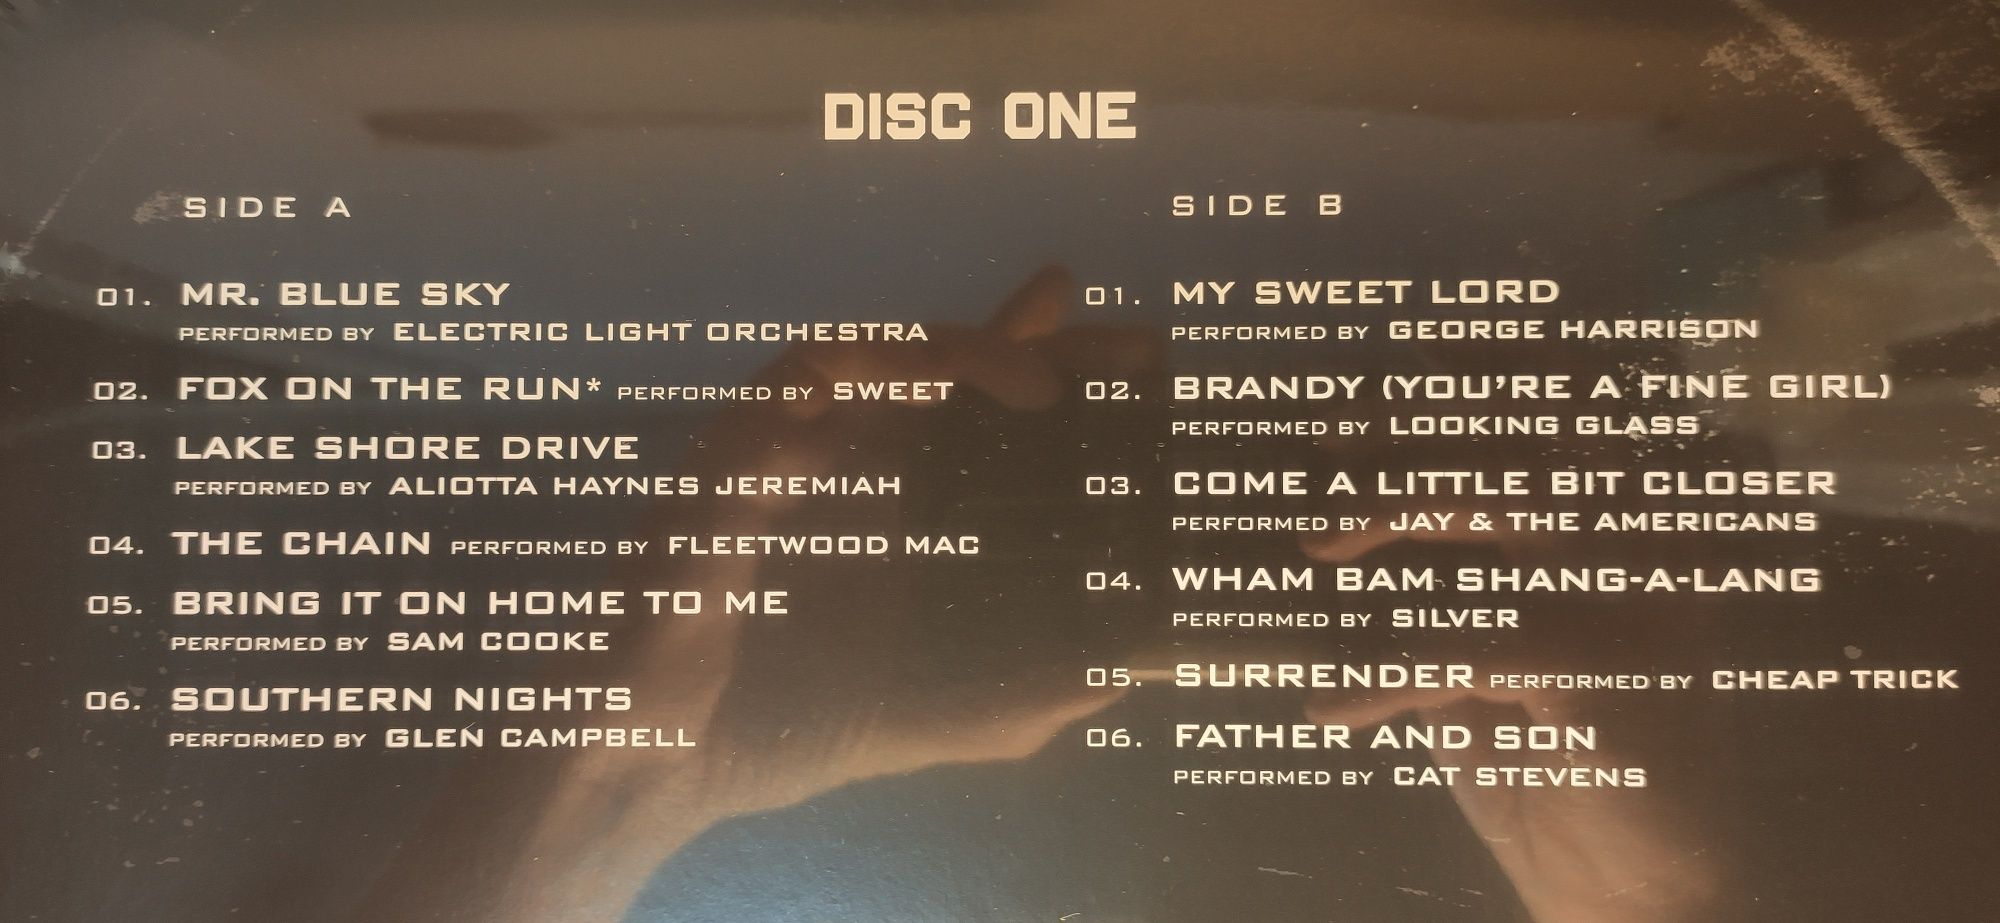 DISC ONE
SIDE A
01. MR. BLUE SKY
PERFORMED BY ELECTRIC LIGHT ORCHESTRA
02. FOX ON THE RUN* PERFORMED BY SWEET
03. LAKE SHORE DRIVE
PERFORMED BY ALIOTTA HAYNES JEREMIAH
04. THE CHAIN PERFORMED BY FLEETWOOD MAC
05. BRING IT ON HOME TO ME
PERFORMED BY SAM COOKE
06. SOUTHERN NIGHTS
PERFORMED BY GLEN CAMPBELL
SIDE B
01. MY SWEET LORD
PERFORMED BY GEORGE HARRISON
02. BRANDY (YOU'RE A FINE GIRL)
PERFORMED BY LOOKING GLASS
03. COME A LITTLE BIT CLOSER
PERFORMED BY JAY & THE AMERICANS
04. WHAM BAM SHANG-A-LANG
PERFORMED BY SILVER
05. SURRENDER PERFORMED BY CHEAP TRICK
06. FATHER AND SON
PERFORMED BY CAT STEVENS